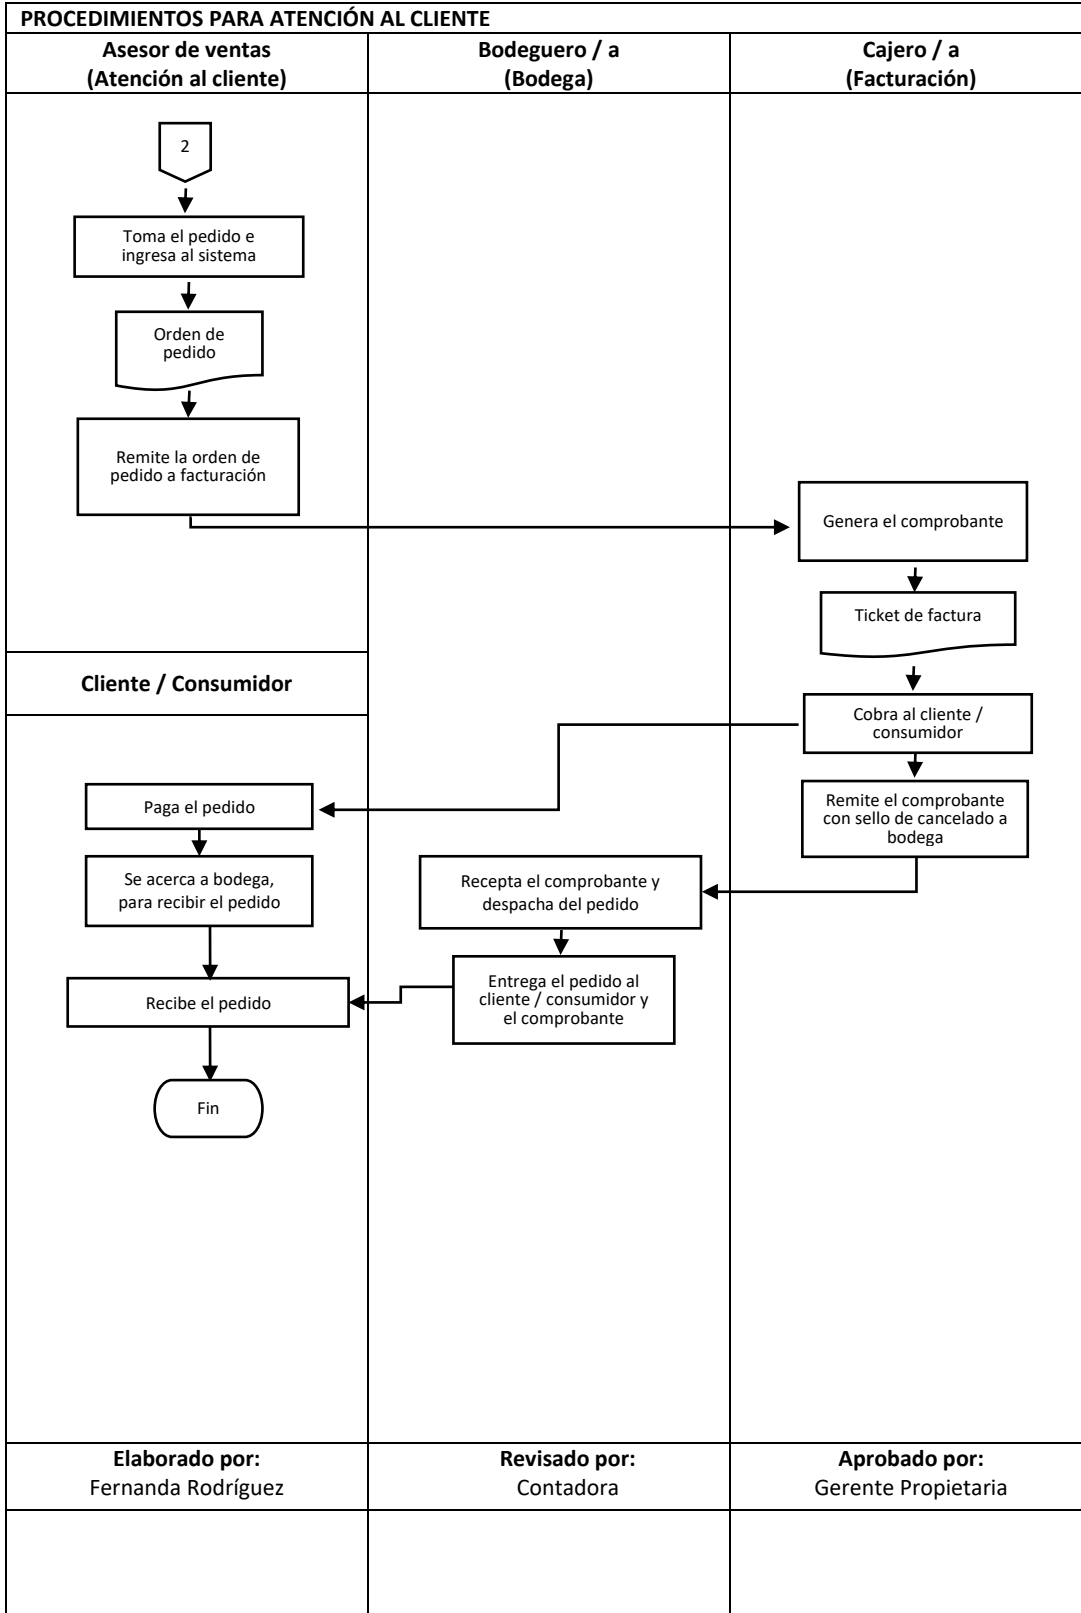 PROCEDIMIENTOS PARA ATENCIÓN AL CLIENTE
Asesor de ventas
(Atención al cliente)
Bodeguero / a
(Bodega)
Cajero / a
(Facturación)
2
Toma el pedido e
ingresa al sistema
Orden de
pedido
Remite la orden de
pedido a facturación
Genera el comprobante
Ticket de factura
Cliente / Consumidor
Cobra al cliente /
consumidor
Paga el pedido
Remite el comprobante
con sello de cancelado a
bodega
Se acerca a bodega,
para recibir el pedido
Recepta el comprobante y
despacha del pedido
Entrega el pedido al
cliente / consumidor y
el comprobante
Recibe el pedido
Fin
Elaborado por:
Fernanda Rodríguez
Revisado por:
Contadora
Aprobado por:
Gerente Propietaria